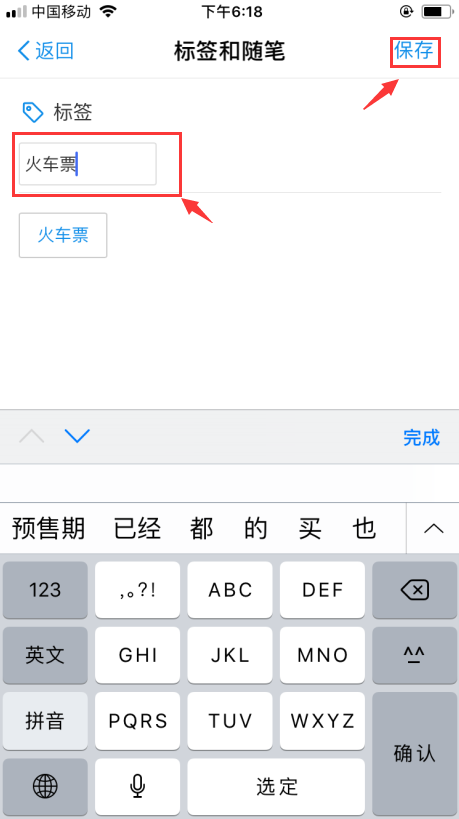 中国移动 下午6:18
返回 标签和随笔 保存
标签
火车票
火车票
完成
预售期 已经 都 的 买 也
123 ,。?! ABC DEF
英文 GHI JKL MNO ^^
拼音 PQRS TUV WXYZ 确认
选定